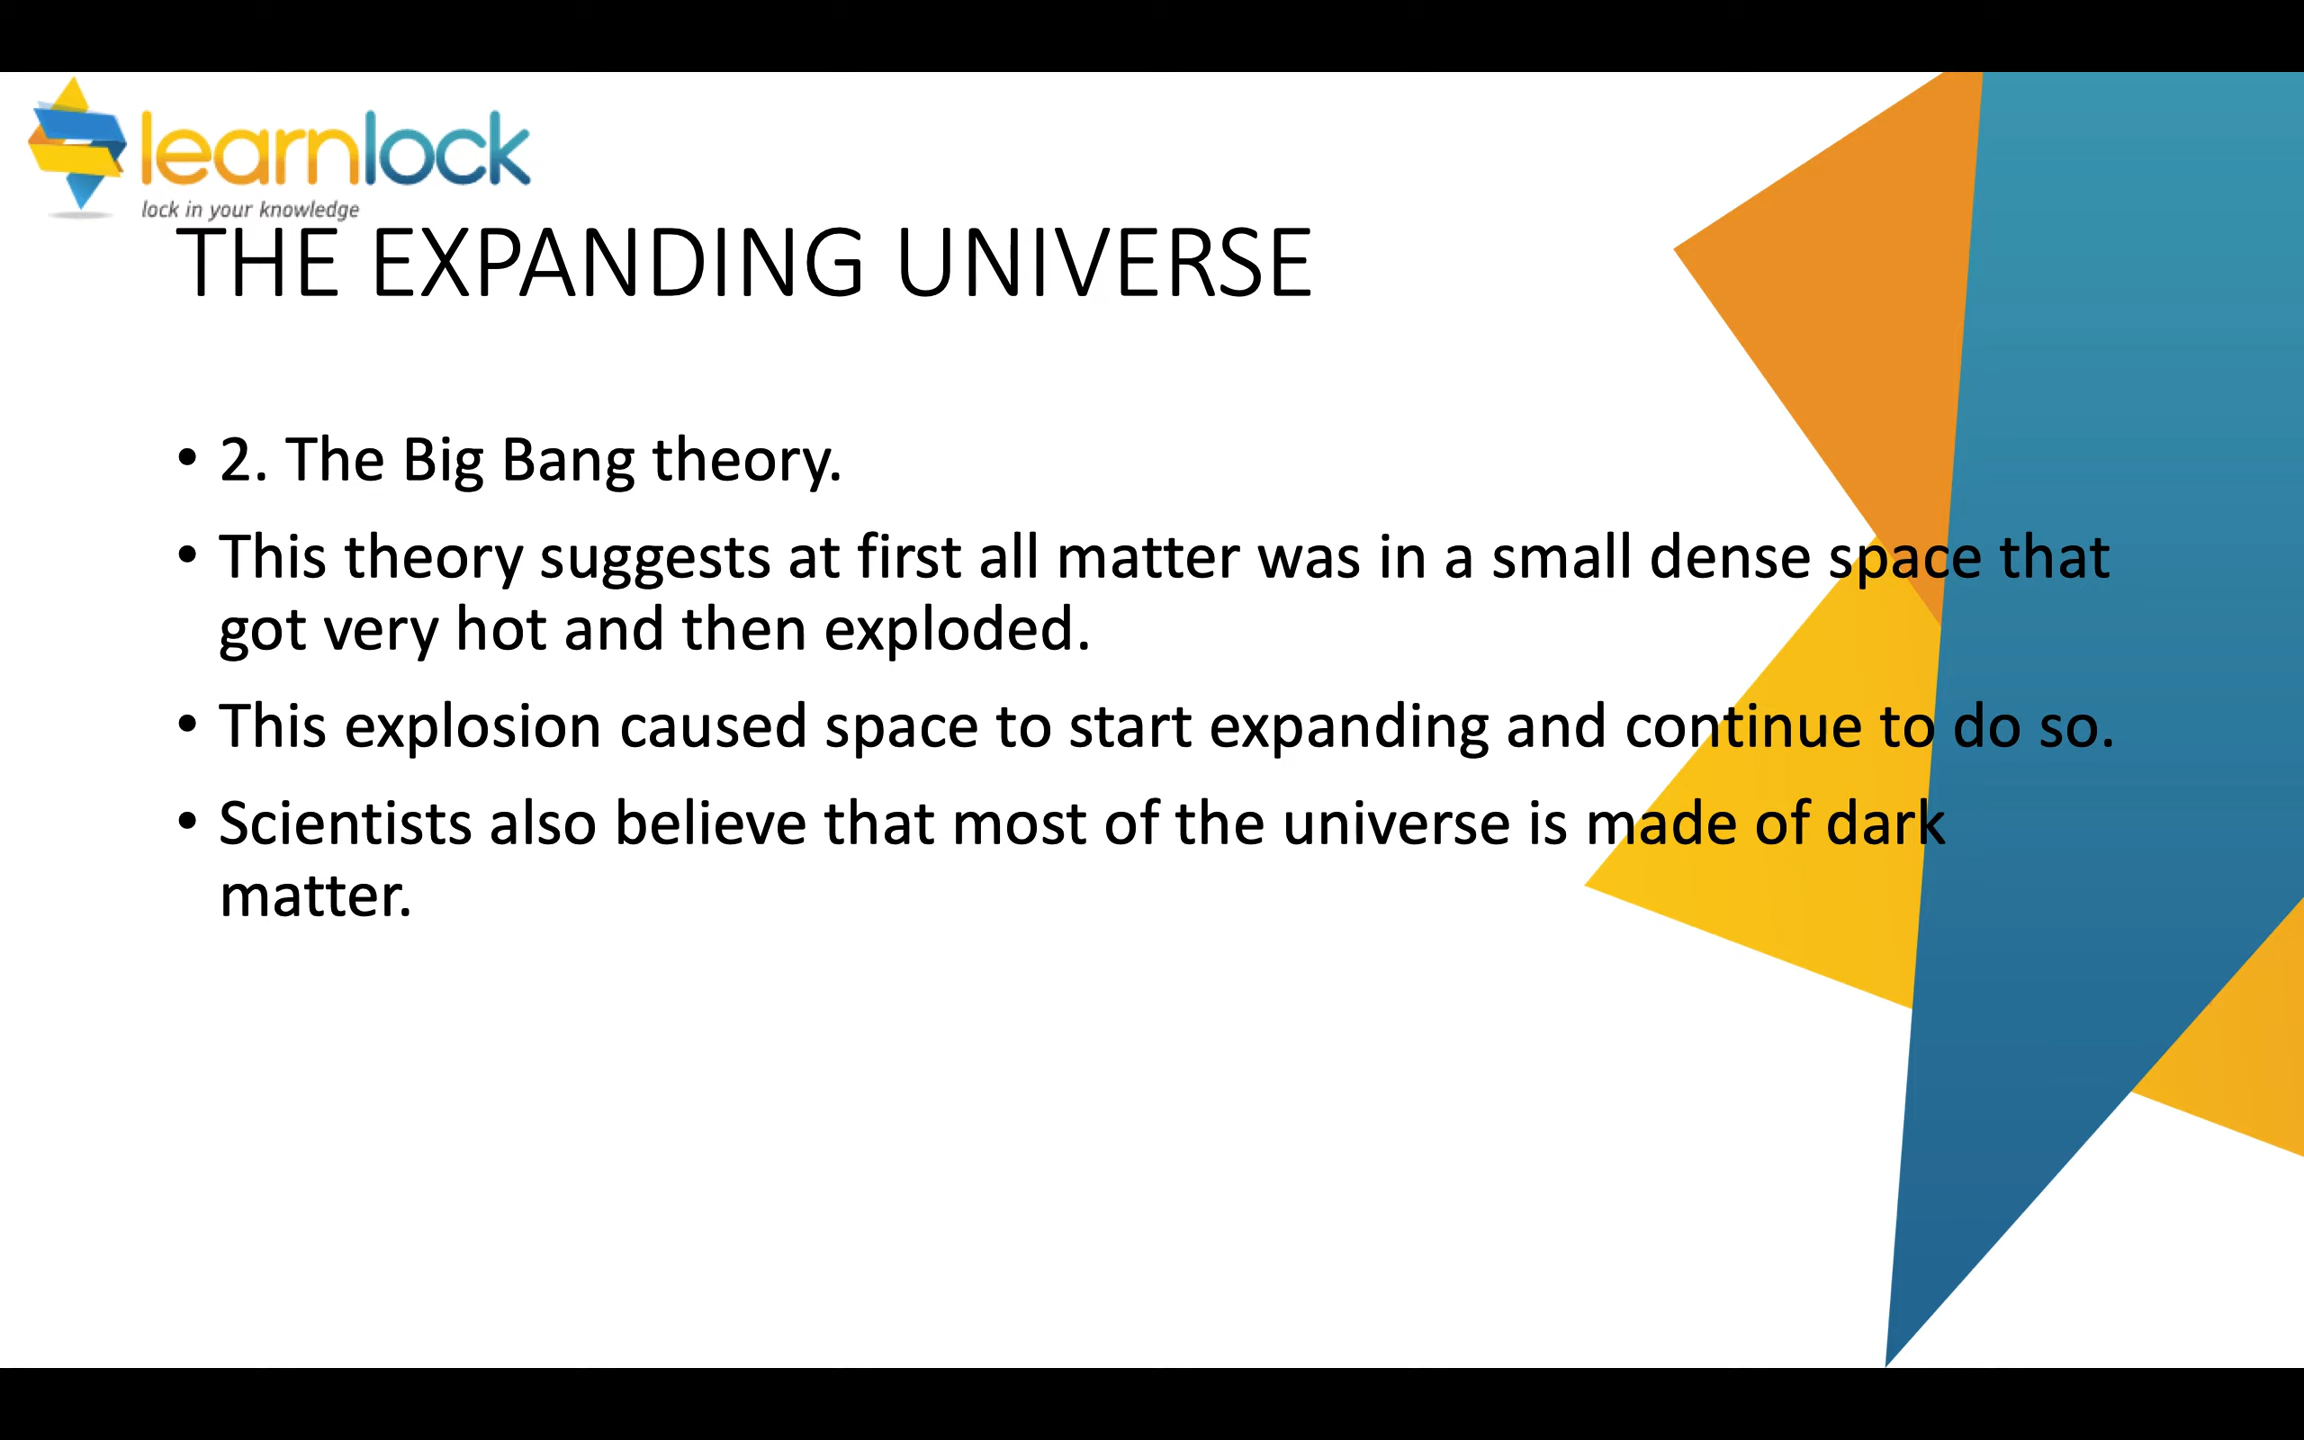 learnlock
lock in your knowledge
THE EXPANDING UNIVERSE
• 2. The Big Bang theory.
• This theory suggests at first all matter was in a small dense space that
got very hot and then exploded.
• This explosion caused space to start expanding and continue to do so.
• Scientists also believe that most of the universe is made of dark
matter.